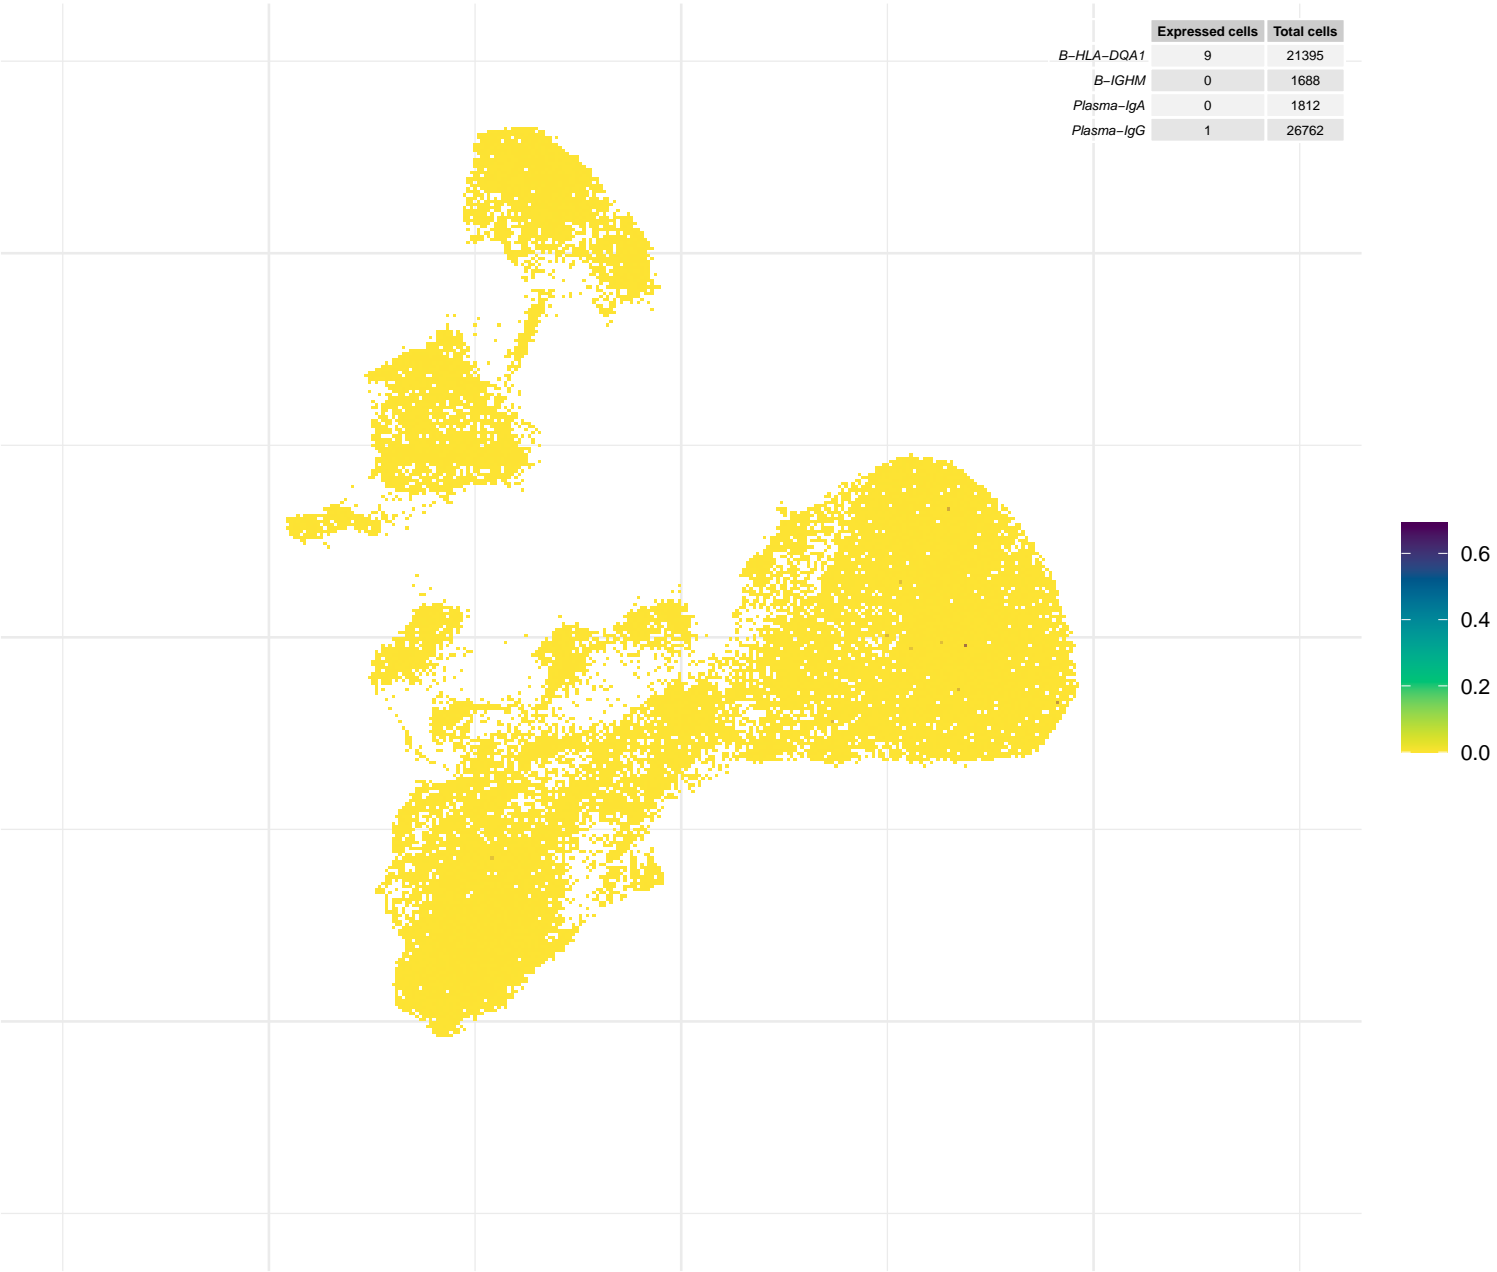 Expressed cells Total cells
B−HLA−DQA1 9 21395
B−IGHM 0 1688
Plasma−IgA 0 1812
Plasma−IgG 1 26762
0.6
0.4
0.2
0.0